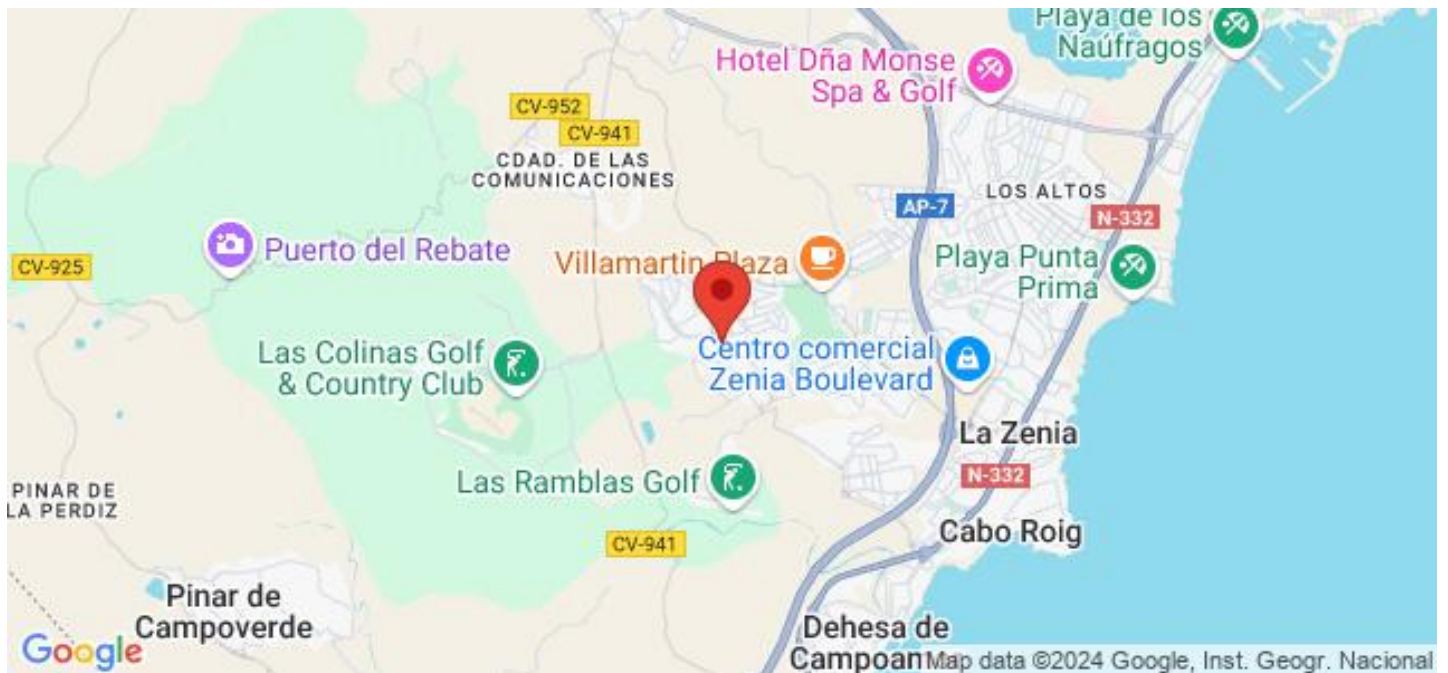 Playa de los
Naúfragos
Hotel Dña Monse
Spa & Golf
CV-952
CV-941
CDAD. DE LAS
COMUNICACIONES
LOS ALTOS
AP-7
N-332
Puerto del Rebate
CV-925
Villamartin Plaza
Playa Punta
Prima
Las Colinas Golf
& Country Club
Centro comercial
Zenia Boulevard
La Zenia
N-332
Las Ramblas Golf
PINAR DE
LA PERDIZ
Cabo Roig
CV-941
Pinar de
Campoverde
Dehesa de
Campoam
Google
Map data ©2024 Google, Inst. Geogr. Nacional